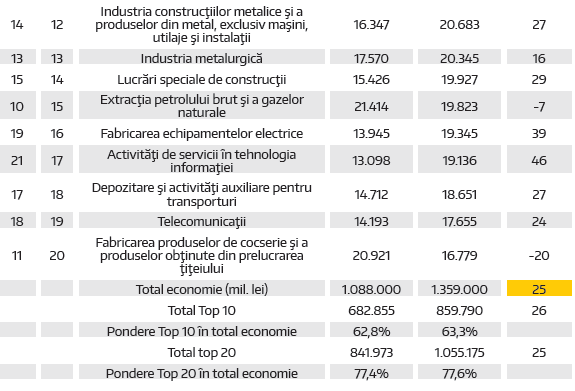 Industria construcţiilor metalice şi a
14 12 produselor din metal, exclusiv maşini, 16.347 20.683 27
utilaje şi instalaţii
13 13 Industria metalurgică 17.570 20.345 16
15 14 Lucrări speciale de construcţii 15.426 19.927 29
10 15 Extracţia petrolului brut şi a gazelor 21.414 19.823 -7
naturale
19 16 Fabricarea echipamentelor electrice 13.945 19.345 39
21 17 Activităţi de servicii în tehnologia 13.098 19.136 46
informaţiei
17 18 Depozitare şi activităţi auxiliare pentru 14.712 18.651 27
transporturi
18 19 Telecomunicaţii 14.193 17.655 24
Fabricarea produselor de cocserie şi a
11 20 produselor obţinute din prelucrarea 20.921 16.779 -20
ţiţeiului
Total economie (mil. lei) 1.088.000 1.359.000 25
Total Top 10 682.855 859.790 26
Pondere Top 10 în total economie 62,8% 63,3%
Total top 20 841.973 1.055.175 25
Pondere Top 20 în total economie 77,4% 77,6%